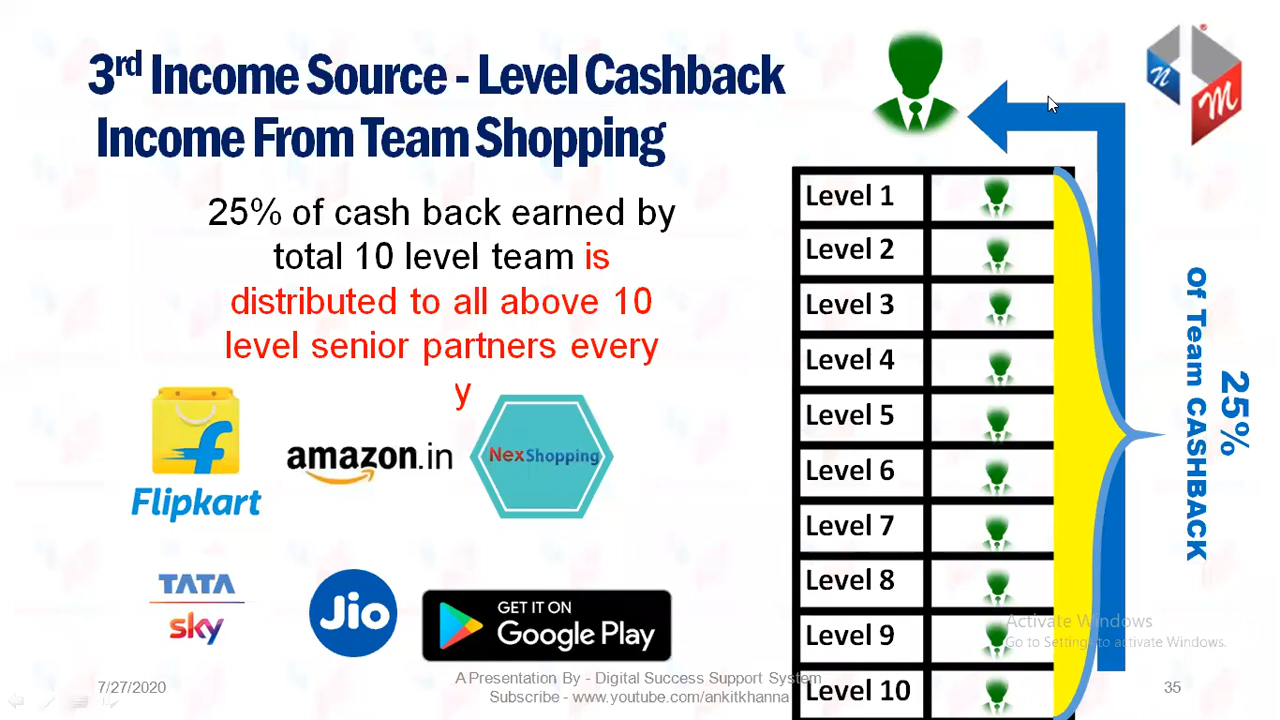 3rd Income Source - Level Cashback
Income From Team Shopping
25% of cash back earned by
total 10 level team is
distributed to all above 10
level senior partners every
y
f
Flipkart
amazon.in
NexShopping
TATA
sky
Jio
GET IT ON
Google Play
n
M
®
Level 1
Level 2
Level 3
Level 4
Level 5
Level 6
Level 7
Level 8
Level 9
Level 10
25%
Of Team CASHBACK
Activate Windows
Go to Settings to activate Windows.
7/27/2020
A Presentation By - Digital Success Support System
Subscribe - www.youtube.com/ankitkhanna
35